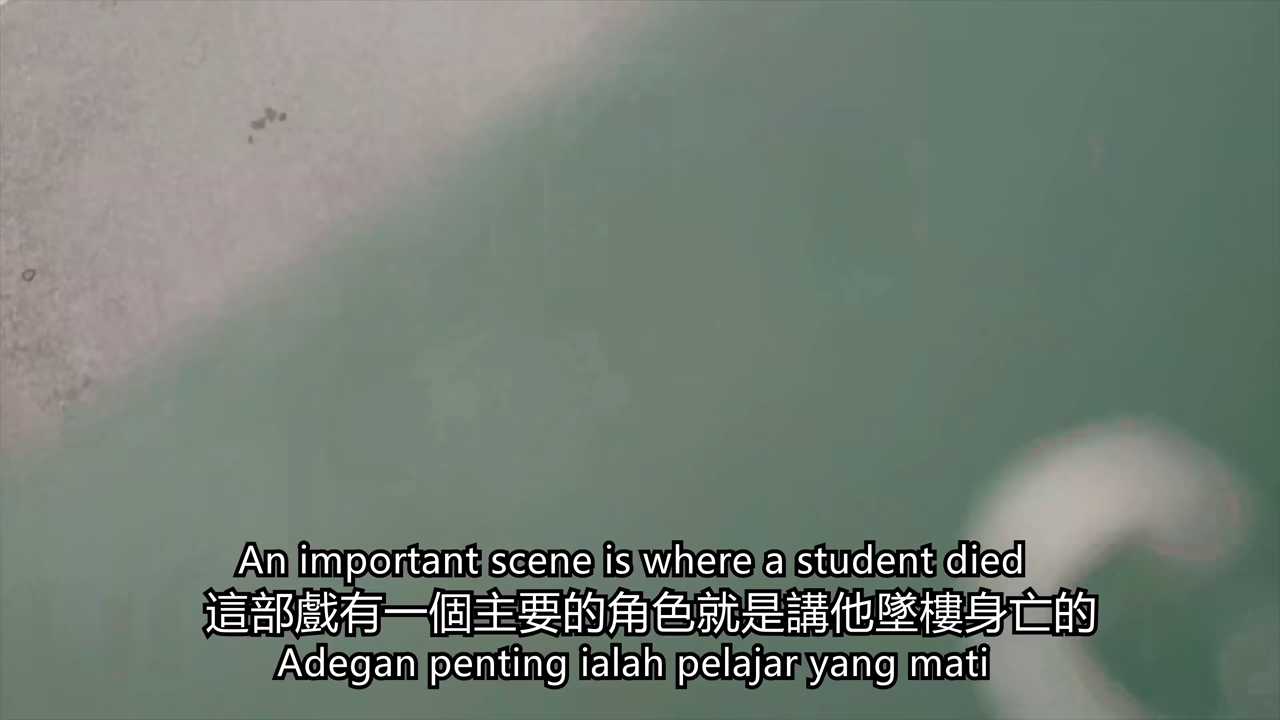 An important scene is where a student died
這部戲有一個主要的角色就是講他墜樓身亡的
Adegan penting ialah pelajar yang mati